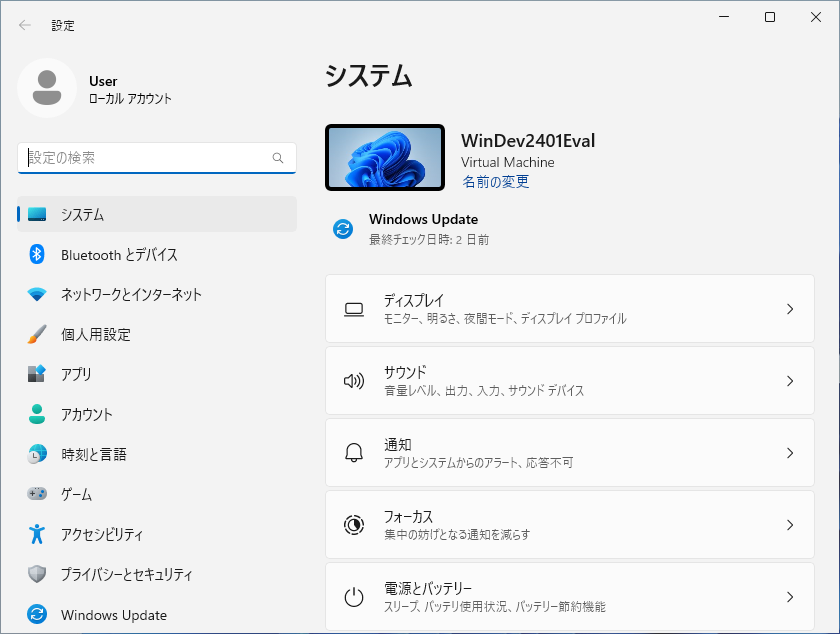 設定
User
ローカル アカウント
設定の検索
システム
Bluetooth とデバイス
ネットワークとインターネット
個人用設定
アプリ
アカウント
時刻と言語
ゲーム
アクセシビリティ
プライバシーとセキュリティ
Windows Update
システム
WinDev2401Eval
Virtual Machine
名前の変更
Windows Update
最終チェック日時: 2 日前
ディスプレイ
モニター、明るさ、夜間モード、ディスプレイ プロファイル
サウンド
音量レベル、出力、入力、サウンド デバイス
通知
アプリとシステムからのアラート、応答不可
フォーカス
集中の妨げとなる通知を減らす
電源とバッテリー
スリープ、バッテリ使用状況、バッテリー節約機能